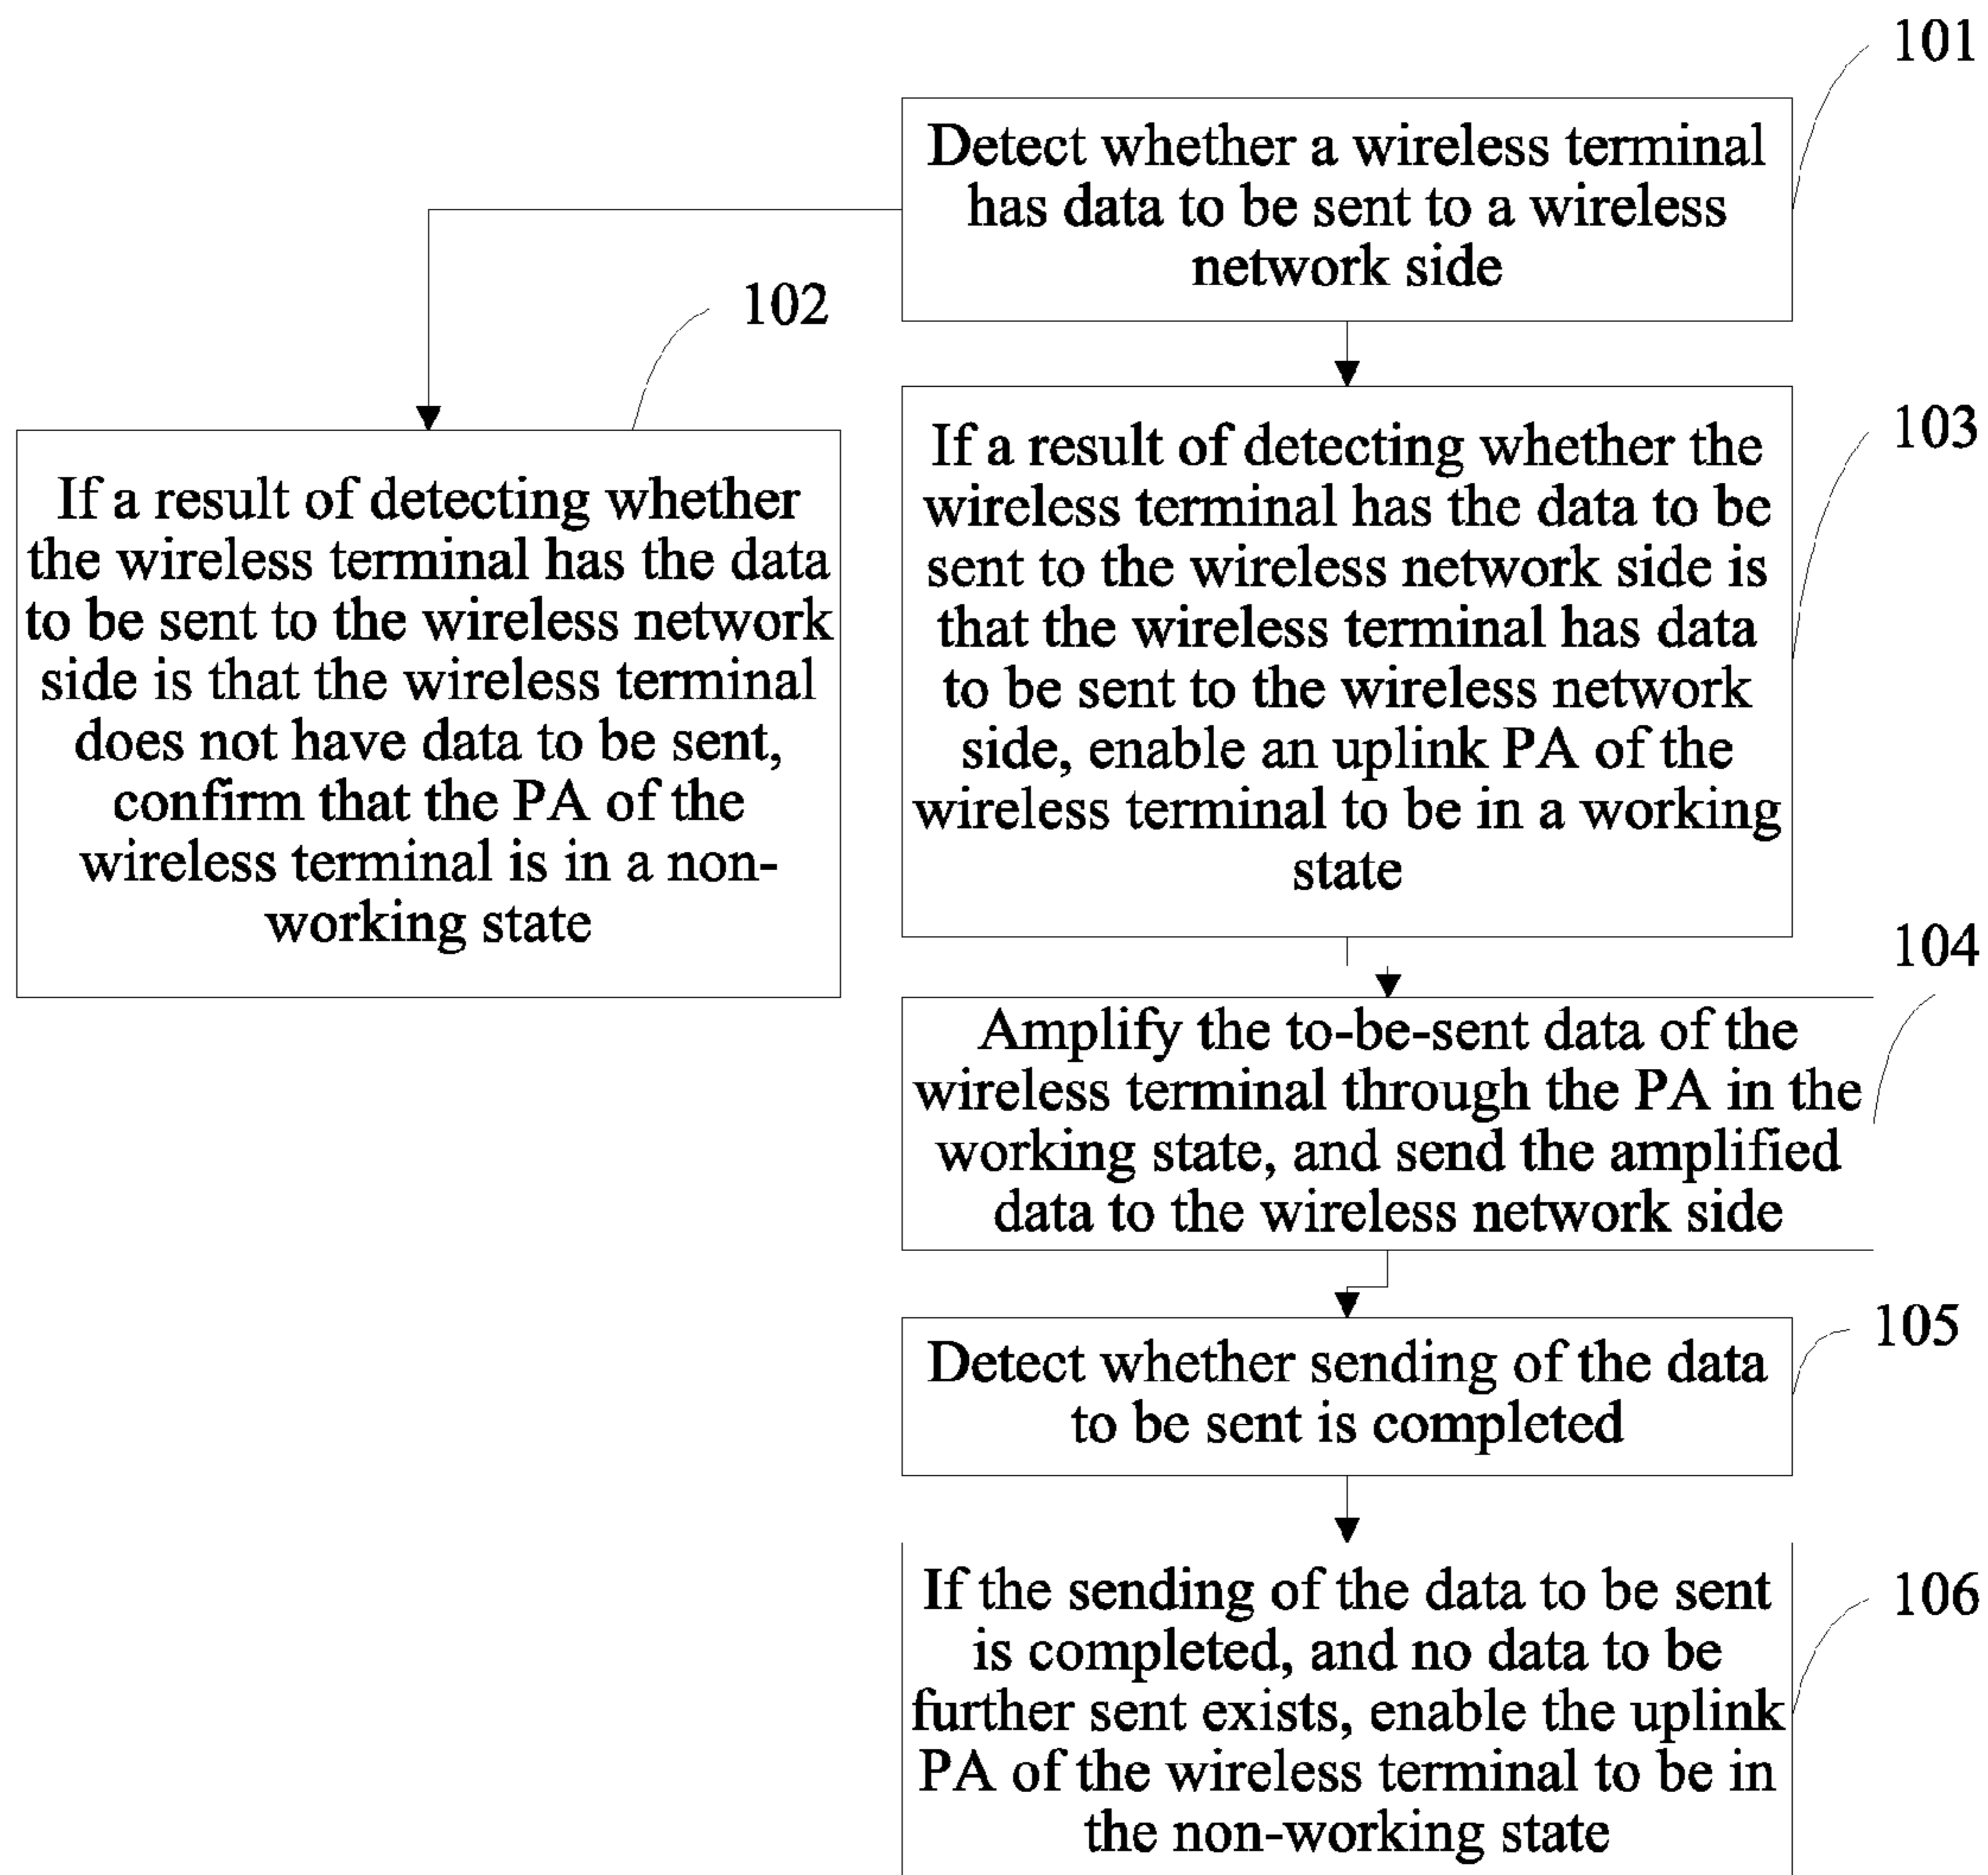 101
Detect whether a wireless terminal
has data to be sent to a wireless
network side
102
If a result of detecting whether
the wireless terminal has the data
to be sent to the wireless network
side is that the wireless terminal
does not have data to be sent,
confirm that the PA of the
wireless terminal is in a non-
working state
103
If a result of detecting whether the
wireless terminal has the data to be
sent to the wireless network side is
that the wireless terminal has data
to be sent to the wireless network
side, enable an uplink PA of the
wireless terminal to be in a working
state
104
Amplify the to-be-sent data of the
wireless terminal through the PA in the
working state, and send the amplified
data to the wireless network side
105
Detect whether sending of the data
to be sent is completed
106
If the sending of the data to be sent
is completed, and no data to be
further sent exists, enable the uplink
PA of the wireless terminal to be in
the non-working state